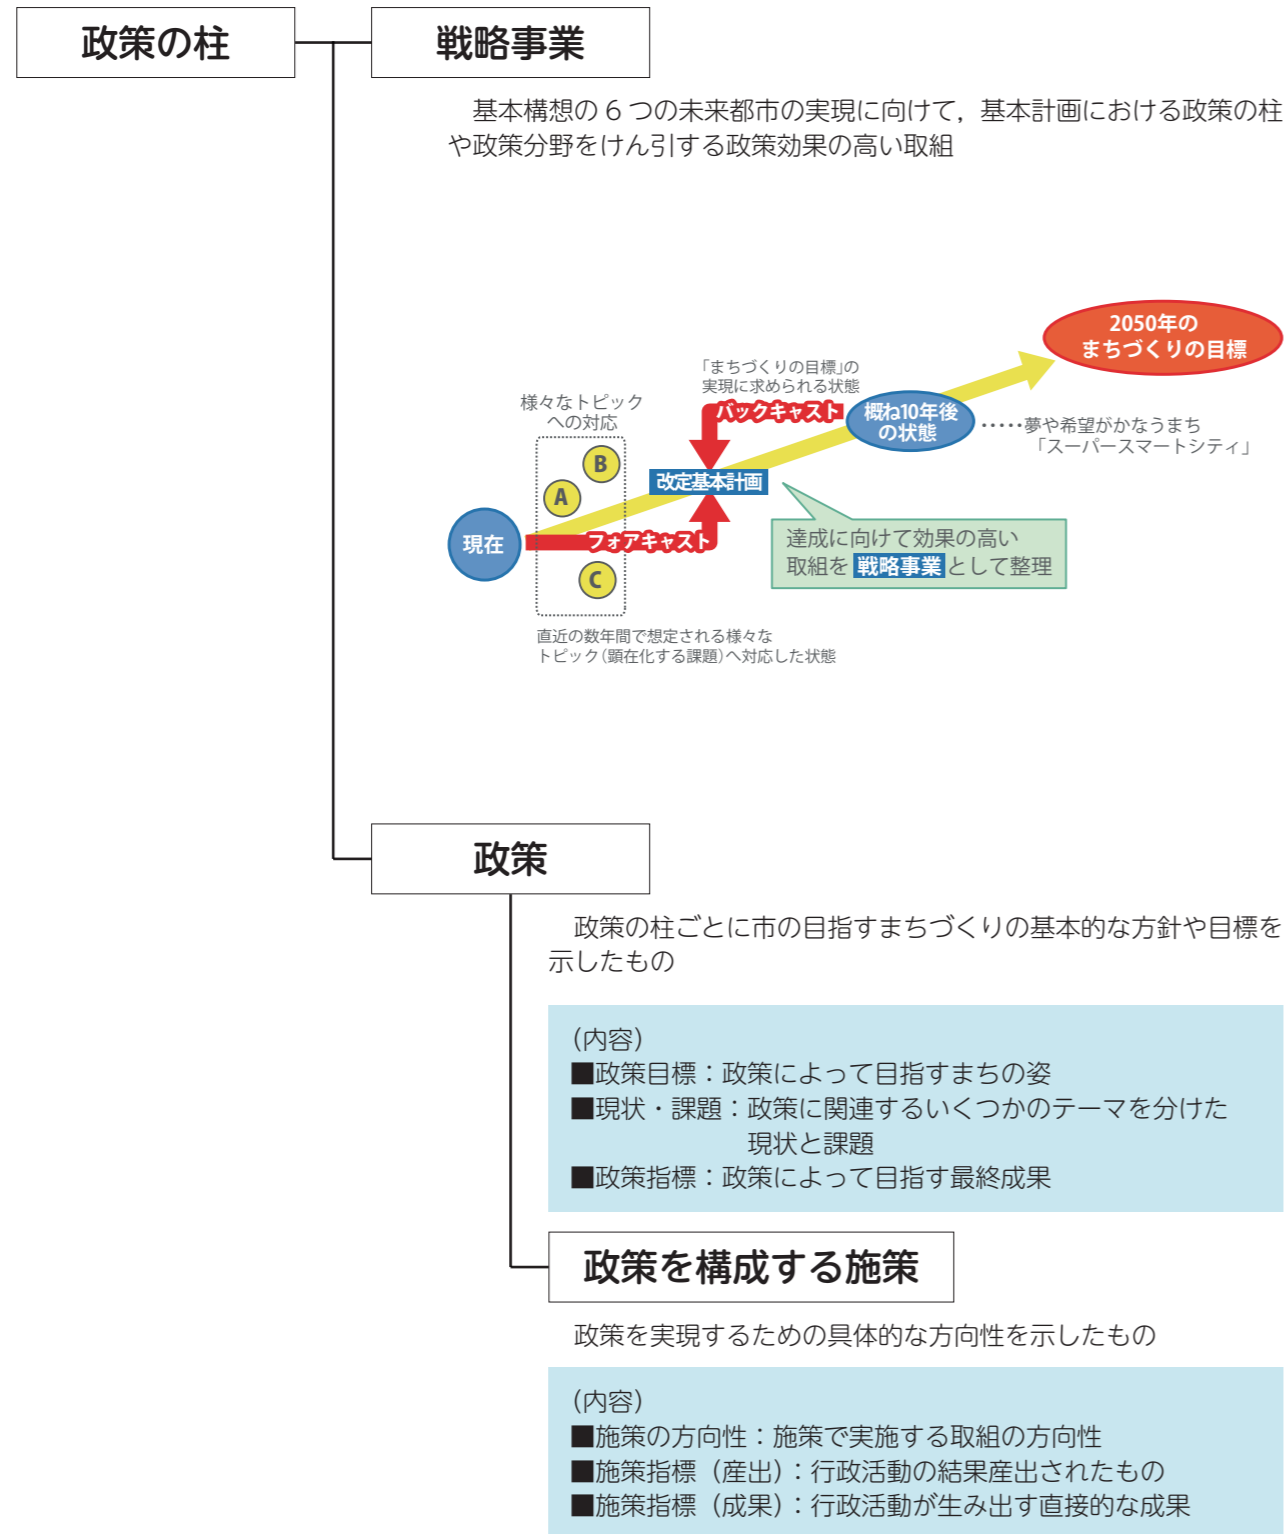 政策の柱
戦略事業
基本構想の6つの未来都市の実現に向けて，基本計画における政策の柱
や政策分野をけん引する政策効果の高い取組
2050年の
まちづくりの目標
「まちづくりの目標」の
実現に求められる状態
バックキャスト
概ね10年後
の状態
・・・・・夢や希望がかなうまち
「スーパースマートシティ」
様々なトピック
への対応
B
A
改定基本計画
現在
フォアキャスト
C
達成に向けて効果の高い
取組を 戦略事業 として整理
直近の数年間で想定される様々な
トピック（顕在化する課題）へ対応した状態
政策
政策の柱ごとに市の目指すまちづくりの基本的な方針や目標を
示したもの
（内容）
■政策目標：政策によって目指すまちの姿
■現状・課題：政策に関連するいくつかのテーマを分けた
現状と課題
■政策指標：政策によって目指す最終成果
政策を構成する施策
政策を実現するための具体的な方向性を示したもの
（内容）
■施策の方向性：施策で実施する取組の方向性
■施策指標（産出）：行政活動の結果産出されたもの
■施策指標（成果）：行政活動が生み出す直接的な成果